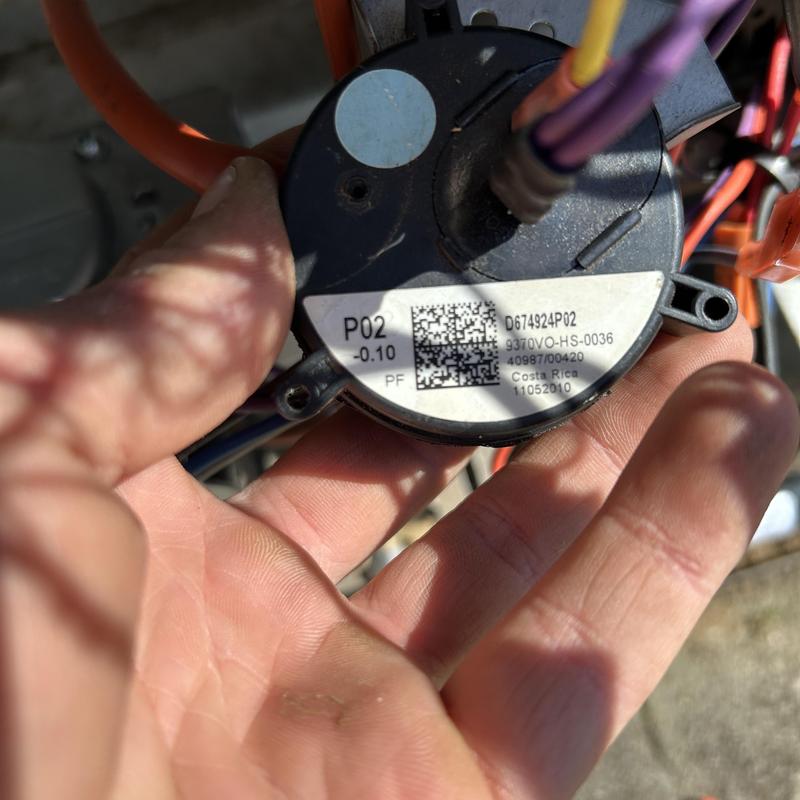 P02
-0.10
PF
D674924P02
9370VO-HS-0036
40987/00420
Costa Rica
11052010